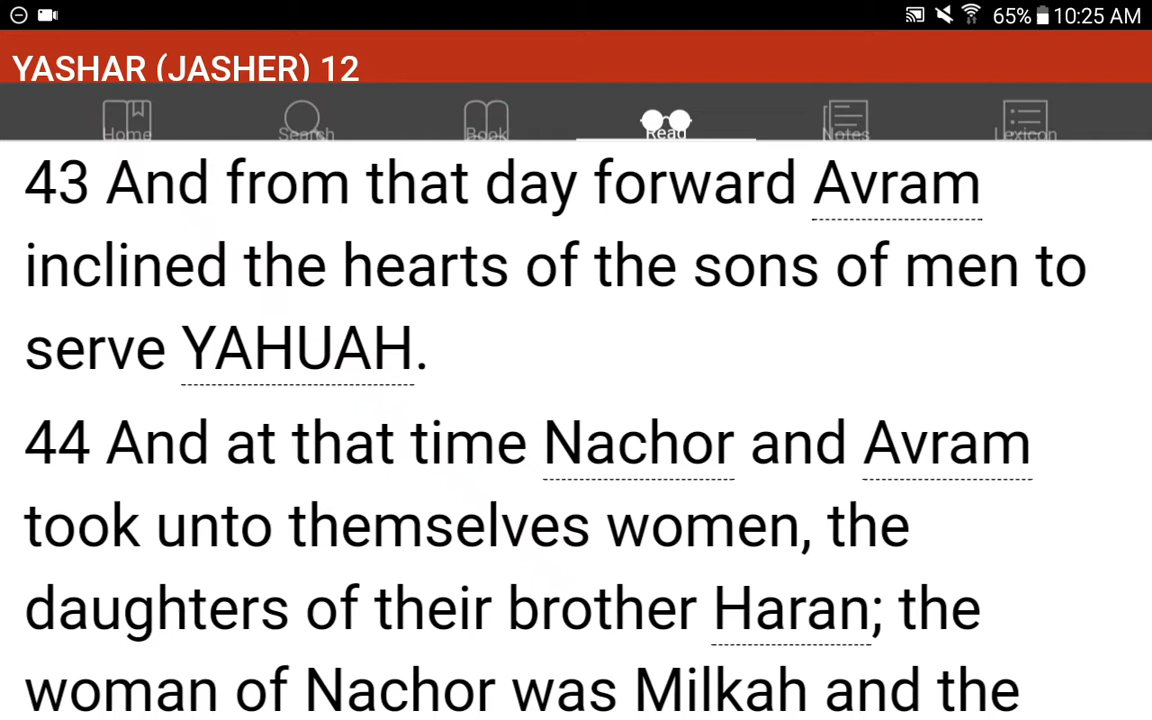 65% 10:25 AM
YASHAR (JASHER) 12
Home Search Book Read Notes Lexicon
43 And from that day forward Avram
inclined the hearts of the sons of men to
serve YAHUAH.
44 And at that time Nachor and Avram
took unto themselves women, the
daughters of their brother Haran; the
woman of Nachor was Milkah and the